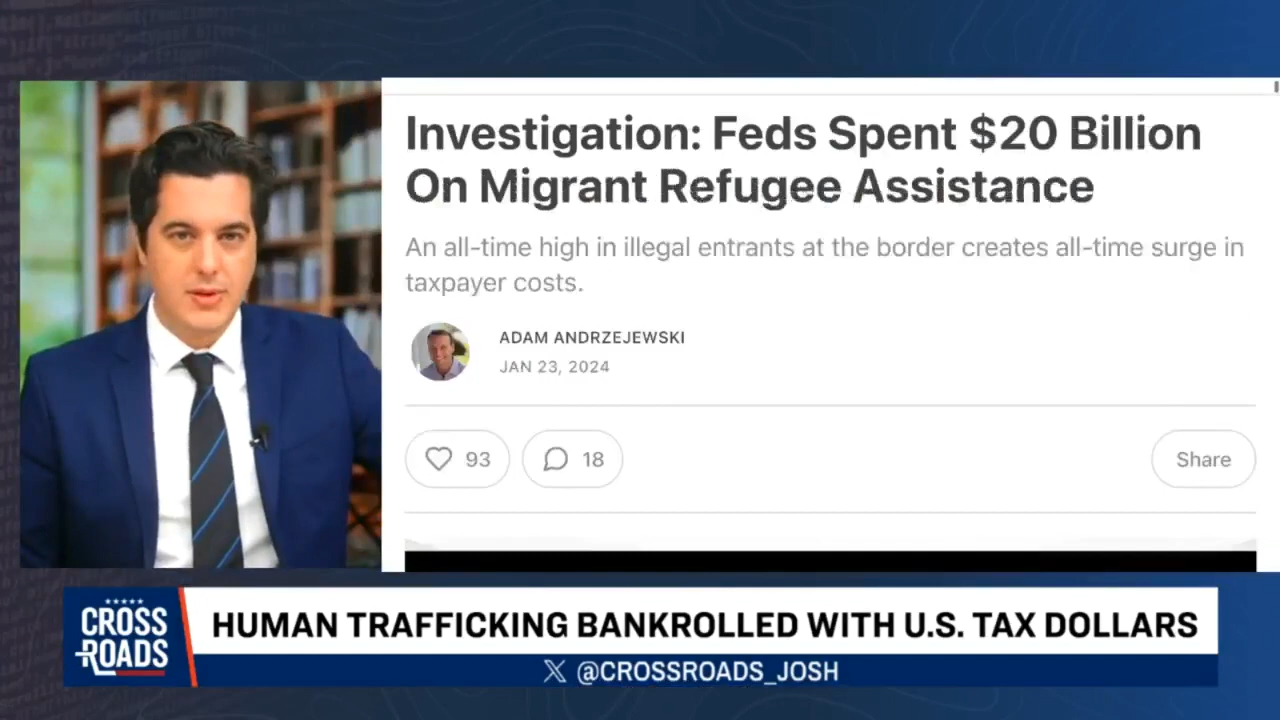 Investigation: Feds Spent $20 Billion
On Migrant Refugee Assistance
An all-time high in illegal entrants at the border creates all-time surge in
taxpayer costs.
ADAM ANDRZEJEWSKI
JAN 23, 2024
93
18
Share
CROSS
ROADS
HUMAN TRAFFICKING BANKROLLED WITH U.S. TAX DOLLARS
X @CROSSROADS_JOSH